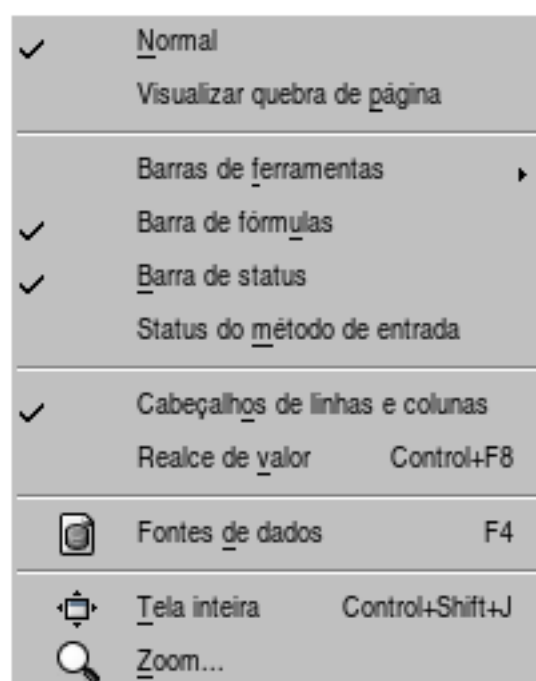 Normal
Visualizar quebra de página
Barras de ferramentas
Barra de fórmulas
Barra de status
Status do método de entrada
Cabeçalhos de linhas e colunas
Realce de valor Control+F8
Fontes de dados F4
Tela inteira Control+Shift+J
Zoom...